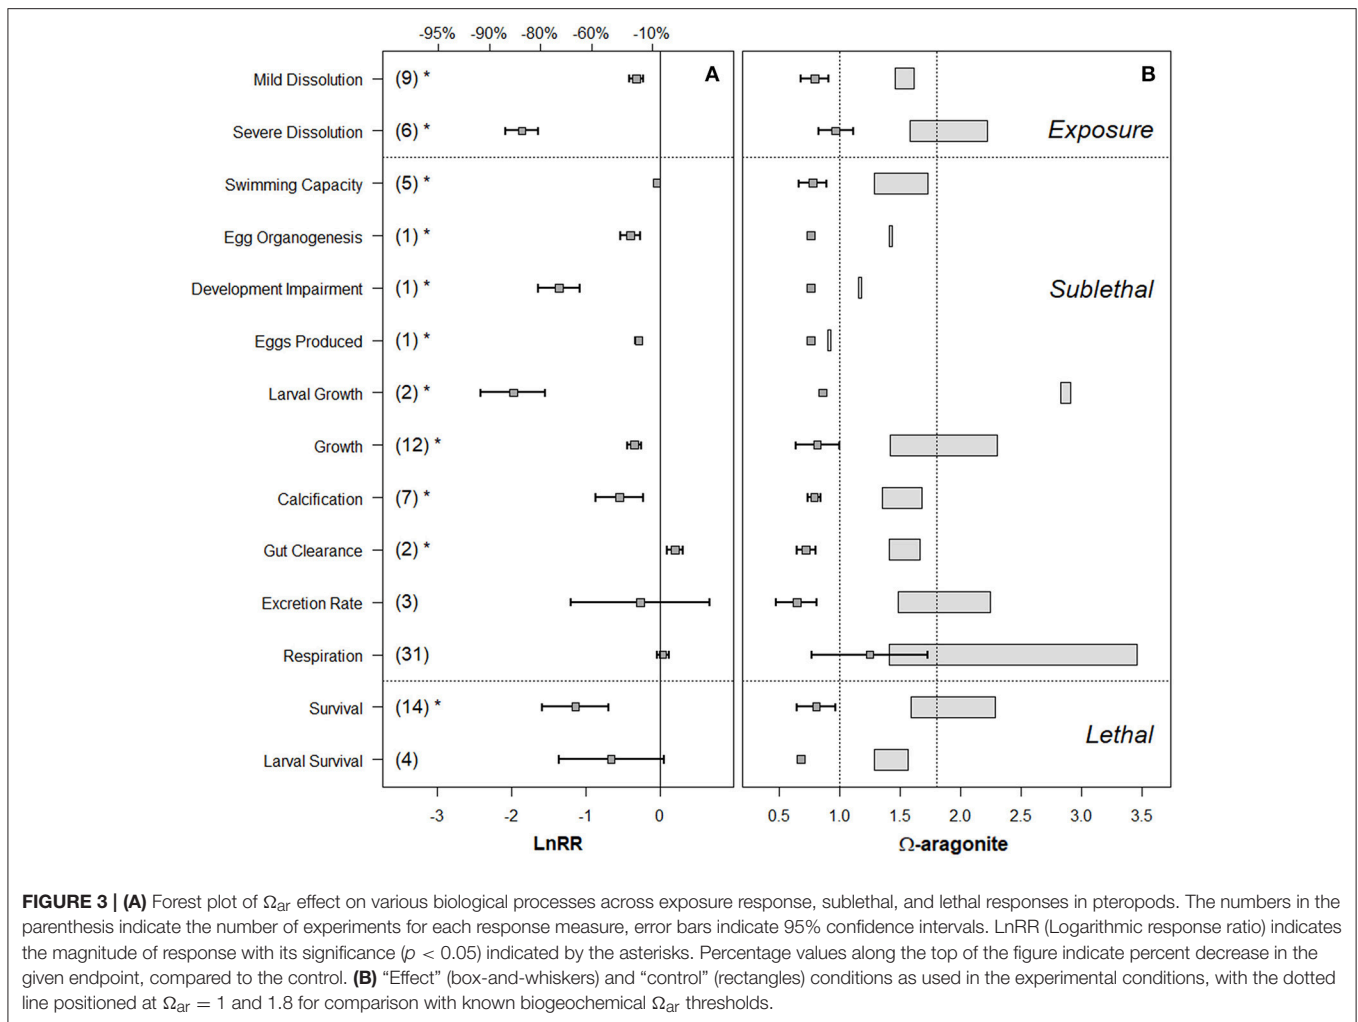 -95% -90% -80% -60% -10%
A
B
Mild Dissolution (9) *
Severe Dissolution (6) *
Exposure
Swimming Capacity (5) *
Egg Organogenesis (1) *
Development Impairment (1) *
Sublethal
Eggs Produced (1) *
Larval Growth (2) *
Growth (12) *
Calcification (7) *
Gut Clearance (2) *
Excretion Rate (3)
Respiration (31)
Survival (14) *
Lethal
Larval Survival (4)
-3 -2 -1 0
0.5 1.0 1.5 2.0 2.5 3.0 3.5
LnRR
Ω-aragonite
FIGURE 3 | (A) Forest plot of Ωar effect on various biological processes across exposure response, sublethal, and lethal responses in pteropods. The numbers in the
parenthesis indicate the number of experiments for each response measure, error bars indicate 95% confidence intervals. LnRR (Logarithmic response ratio) indicates
the magnitude of response with its significance (p < 0.05) indicated by the asterisks. Percentage values along the top of the figure indicate percent decrease in the
given endpoint, compared to the control. (B) “Effect” (box-and-whiskers) and “control” (rectangles) conditions as used in the experimental conditions, with the dotted
line positioned at Ωar = 1 and 1.8 for comparison with known biogeochemical Ωar thresholds.